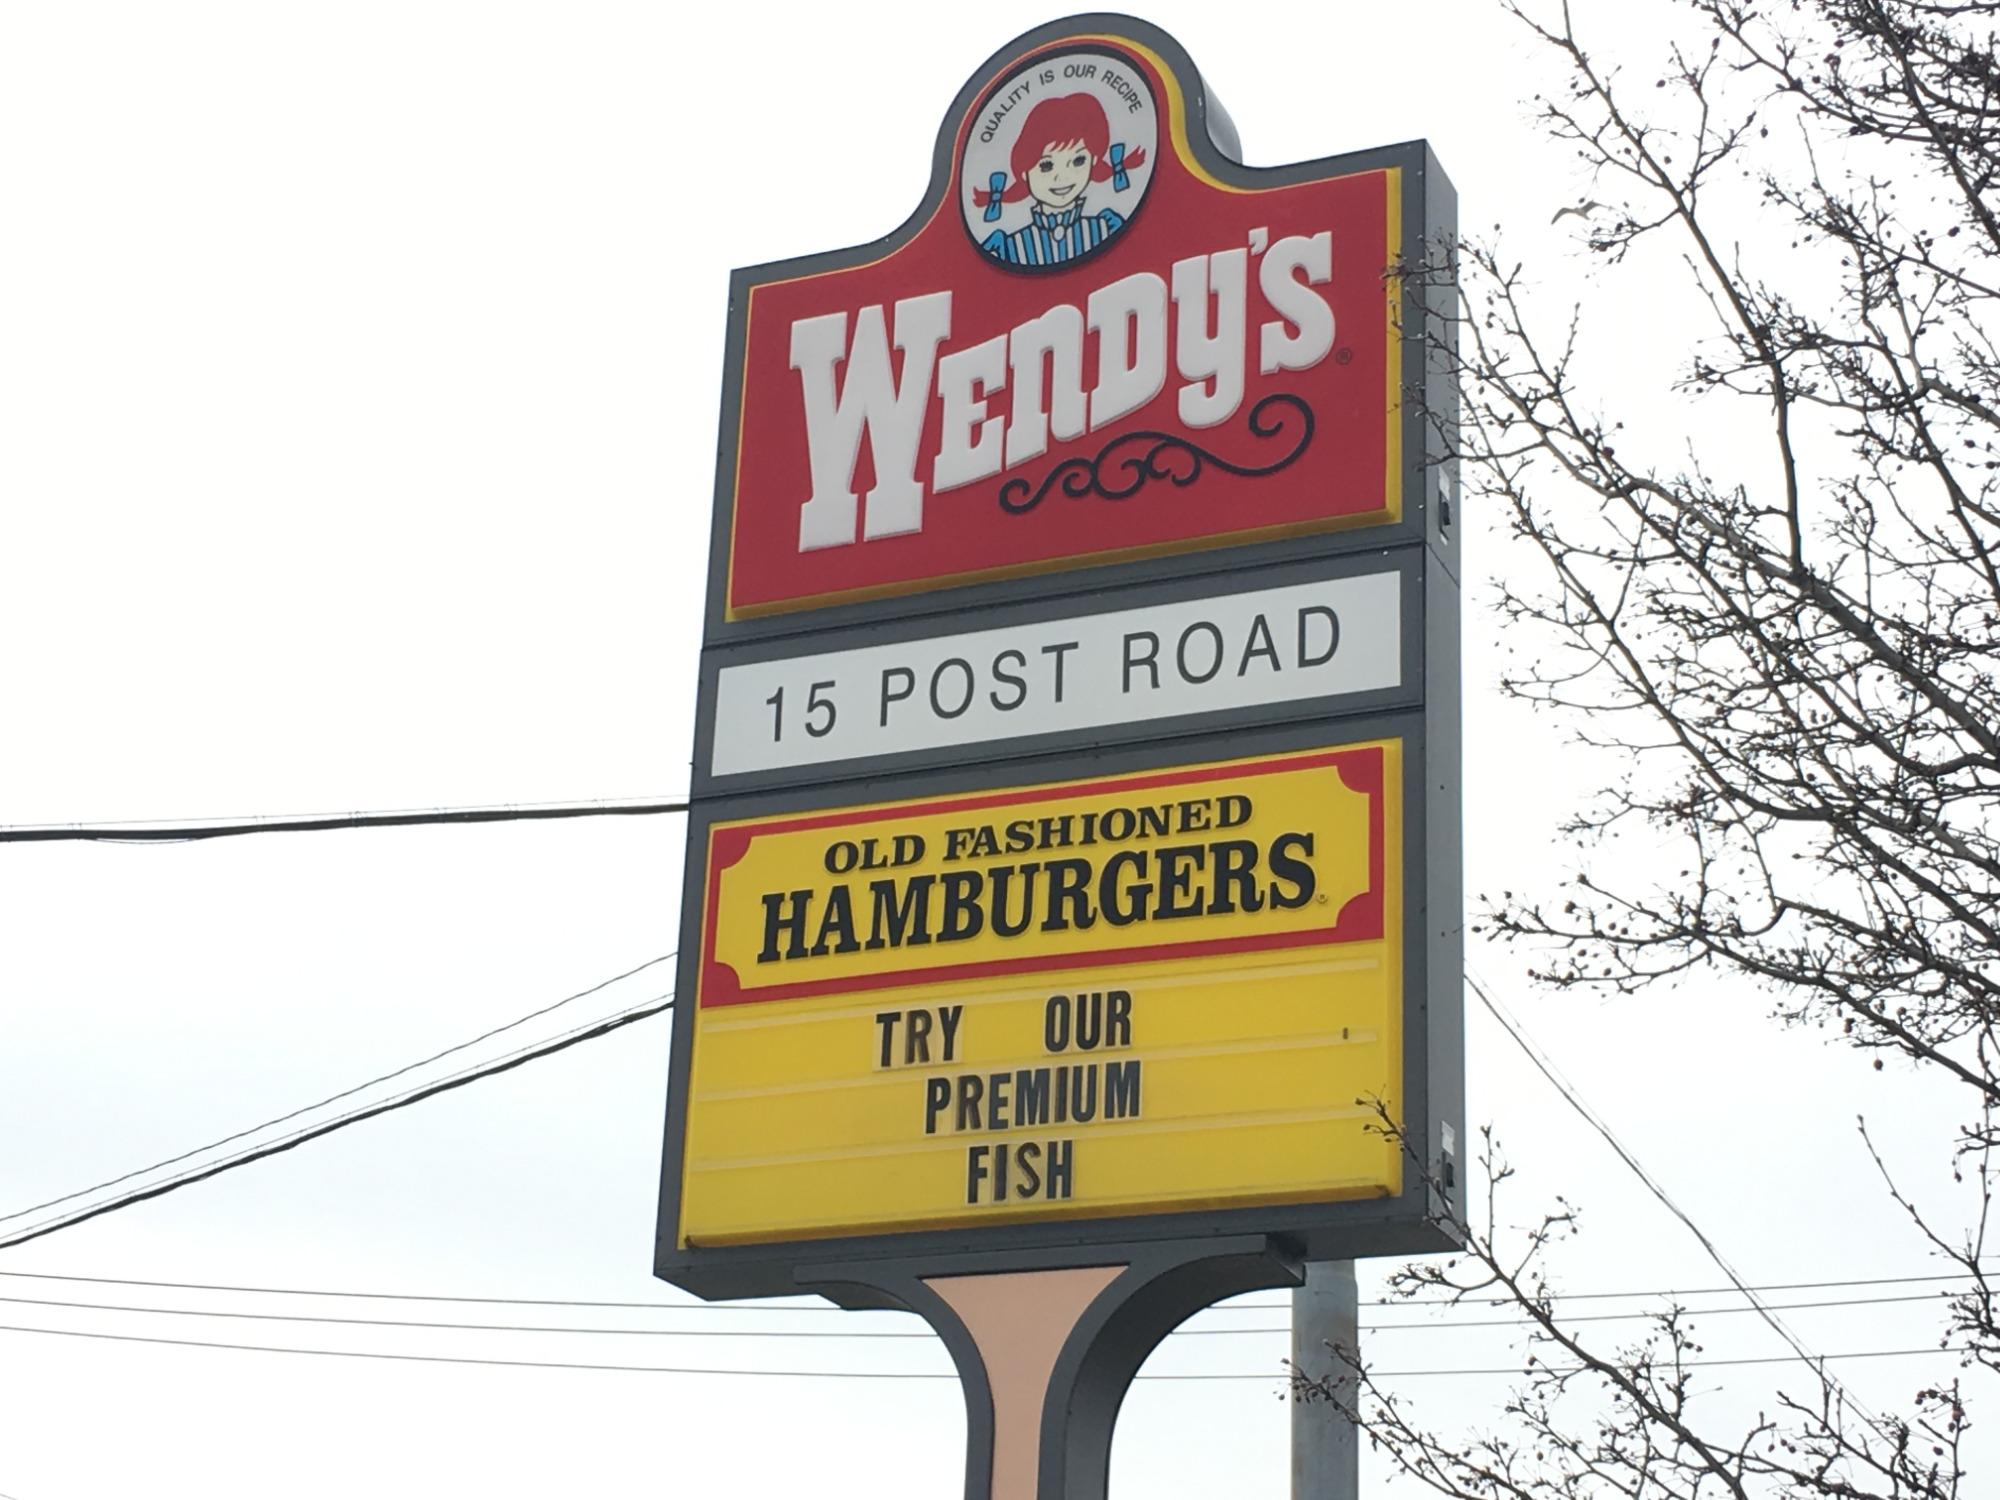 QUALITY IS OUR RECIPE
WENDY'S®
15 POST ROAD
OLD FASHIONED
HAMBURGERS
TRY OUR
PREMIUM
FISH